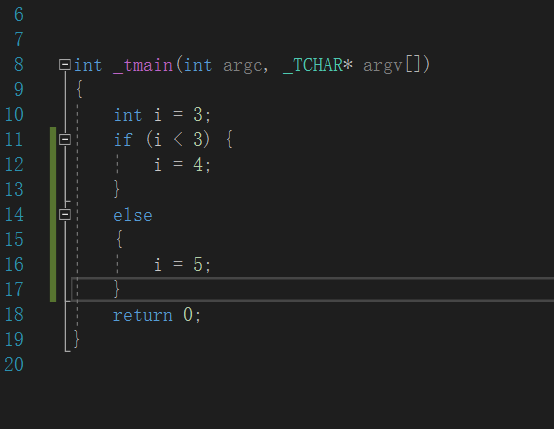 6
7
8 int _tmain(int argc, _TCHAR* argv[])
9 {
10 int i = 3;
11 if (i < 3) {
12 i = 4;
13 }
14 else
15 {
16 i = 5;
17 }
18 return 0;
19 }
20